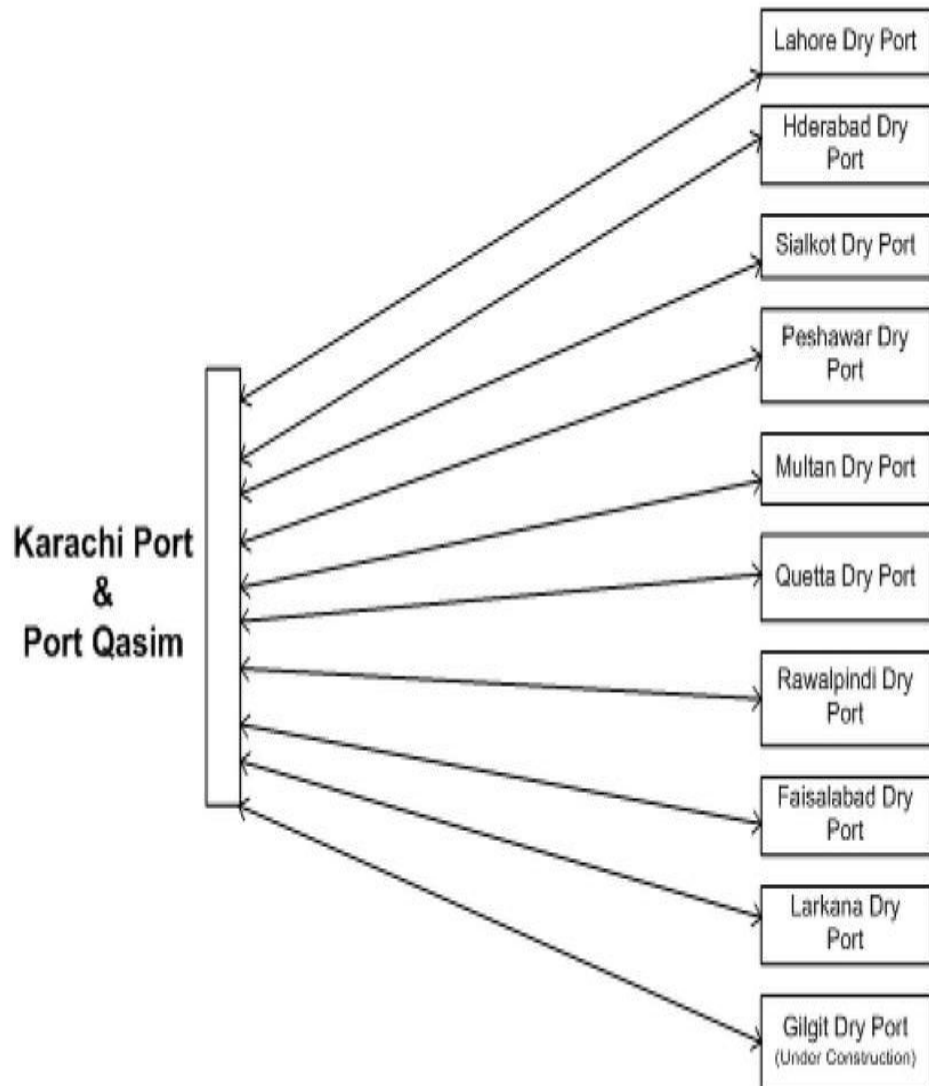 Lahore Dry Port
Hderabad Dry
Port
Sialkot Dry Port
Peshawar Dry
Port
Multan Dry Port
Karachi Port
&
Port Qasim
Quetta Dry Port
Rawalpindi Dry
Port
Faisalabad Dry
Port
Larkana Dry
Port
Gilgit Dry Port
(Under Construction)